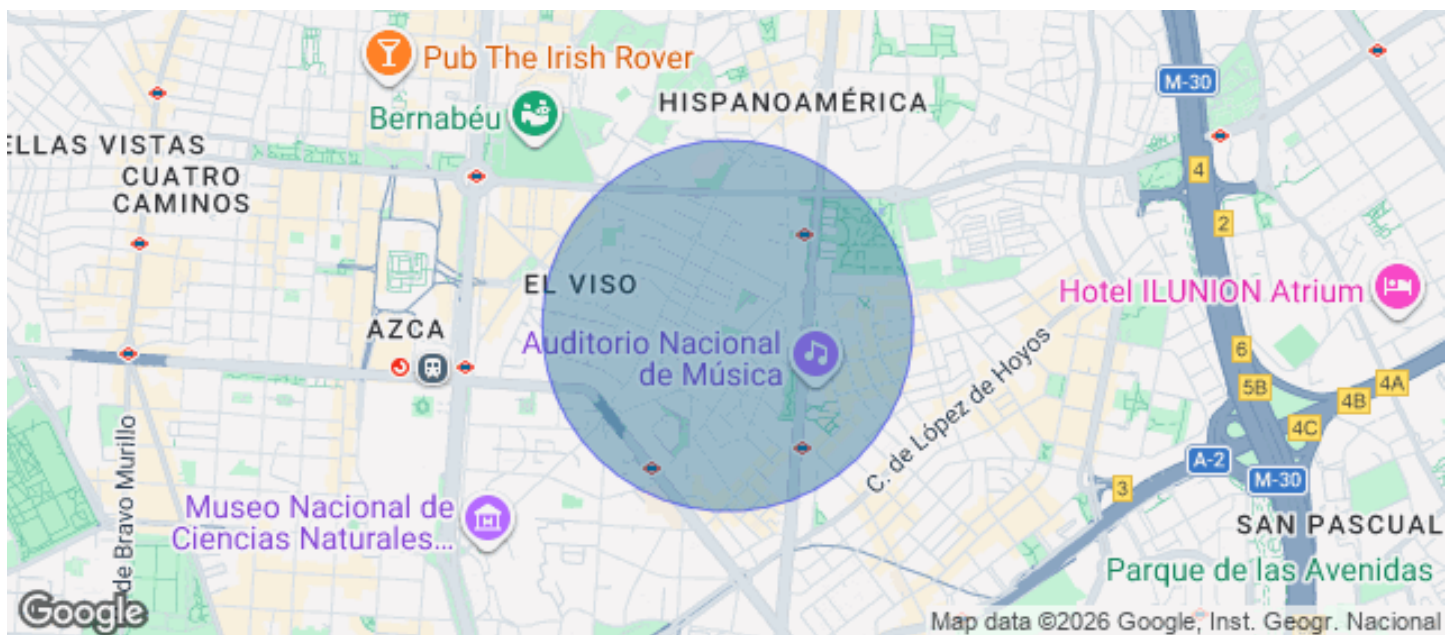 Pub The Irish Rover
Bernabéu
HISPANOAMÉRICA
M-30
ELLAS VISTAS
CUATRO
CAMINOS
4
2
EL VISO
Hotel ILUNION Atrium
AZCA
Auditorio Nacional
de Música
6
5B
4A
4B
4C
C. de López de Hoyos
A-2
M-30
3
de Bravo Murillo
Museo Nacional de
Ciencias Naturales...
SAN PASCUAL
Parque de las Avenidas
Google
Map data ©2026 Google, Inst. Geogr. Nacional